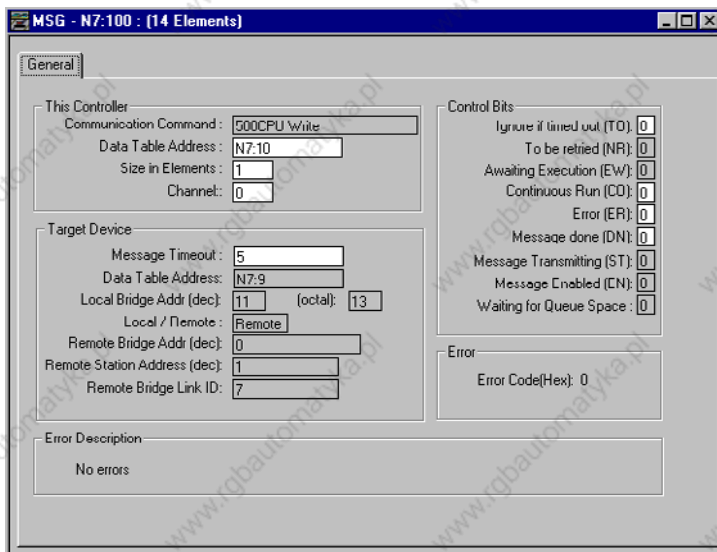 MSG - N7:100 : (14 Elements)
General
This Controller
Communication Command : 500CPU Write
Data Table Address : N7:10
Size in Elements : 1
Channel:: 0
Target Device
Message Timeout : 5
Data Table Address: N7:9
Local Bridge Addr (dec): 11 (octal): 13
Local / Remote : Remote
Remote Bridge Addr (dec): 0
Remote Station Address (dec): 1
Remote Bridge Link ID: 7
Control Bits
Ignore if timed out (TO): 0
To be retried (NR): 0
Awaiting Execution (EW): 0
Continuous Run (CO): 0
Error (ER): 0
Message done (DN): 0
Message Transmitting (ST): 0
Message Enabled (EN): 0
Waiting for Queue Space : 0
Error
Error Code(Hex): 0
Error Description
No errors
www.rgbautomatyka.pl